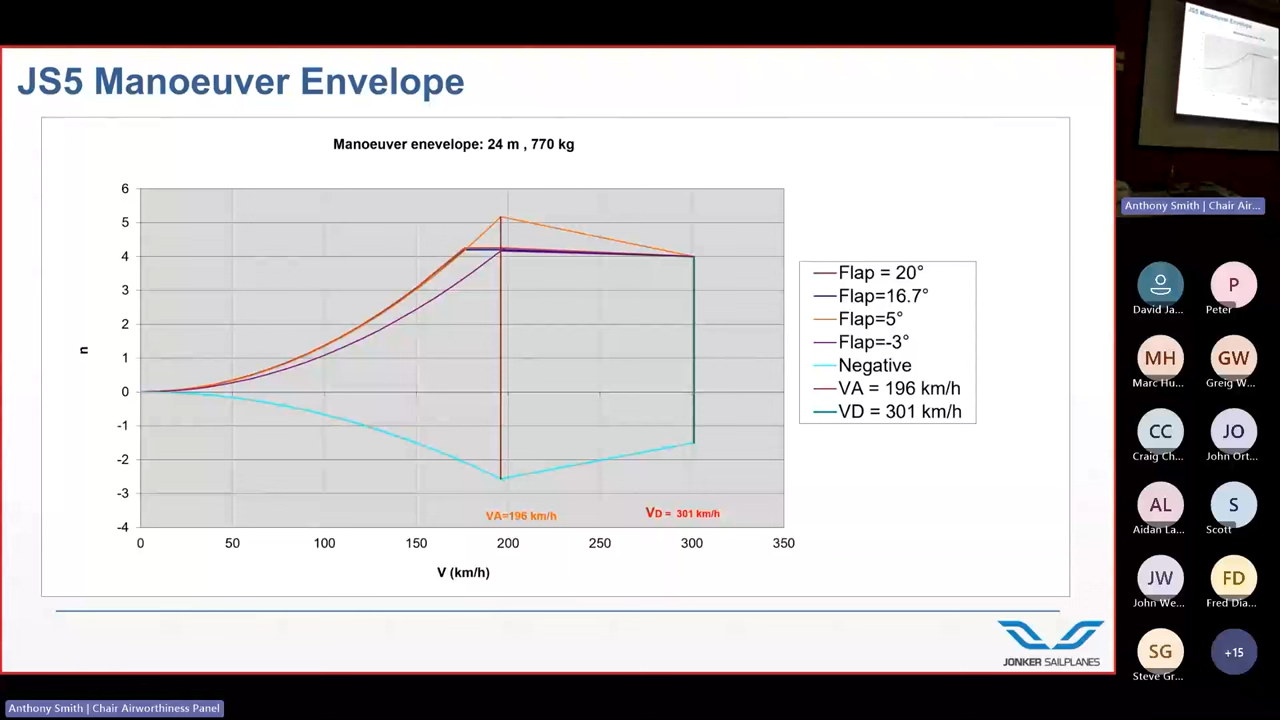 JS5 Manoeuver Envelope
Manoeuver enevelope: 24 m , 770 kg
6
5
4
3
2
1
0
-1
-2
-3
-4
n
0
50
100
150
200
250
300
350
V (km/h)
VA=196 km/h
VD = 301 km/h
Flap = 20°
Flap=16.7°
Flap=5°
Flap=-3°
Negative
VA = 196 km/h
VD = 301 km/h
JONKER SAILPLANES
Anthony Smith | Chair Airworthiness Panel
JS5 Manoeuver Envelope
Anthony Smith | Chair Air...
David Ja...
P
Peter
MH
Marc Hu...
GW
Greig W...
CC
Craig Ch...
JO
John Ort...
AL
Aidan La...
S
Scott
JW
John We...
FD
Fred Dia...
SG
Steve Gr...
+15